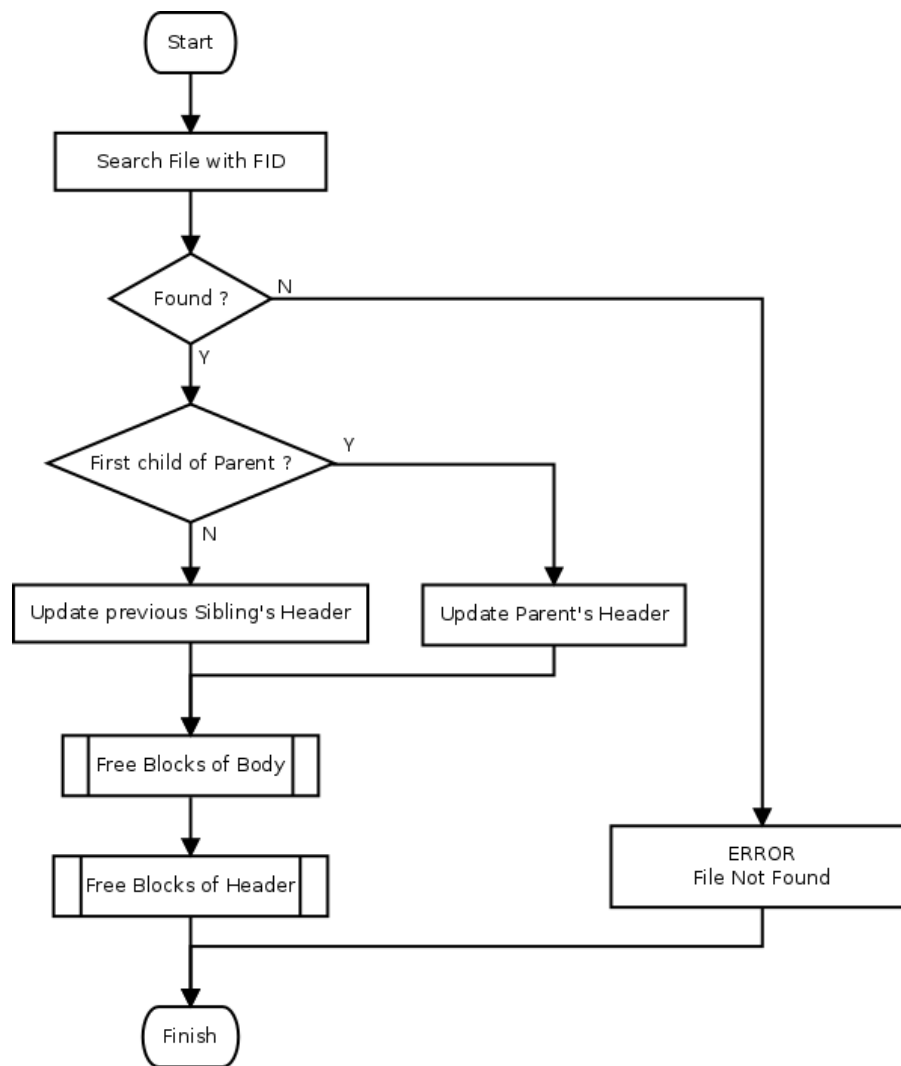 Start
Search File with FID
Found ?
N
Y
First child of Parent ?
Y
N
Update previous Sibling's Header
Update Parent's Header
Free Blocks of Body
Free Blocks of Header
ERROR
File Not Found
Finish